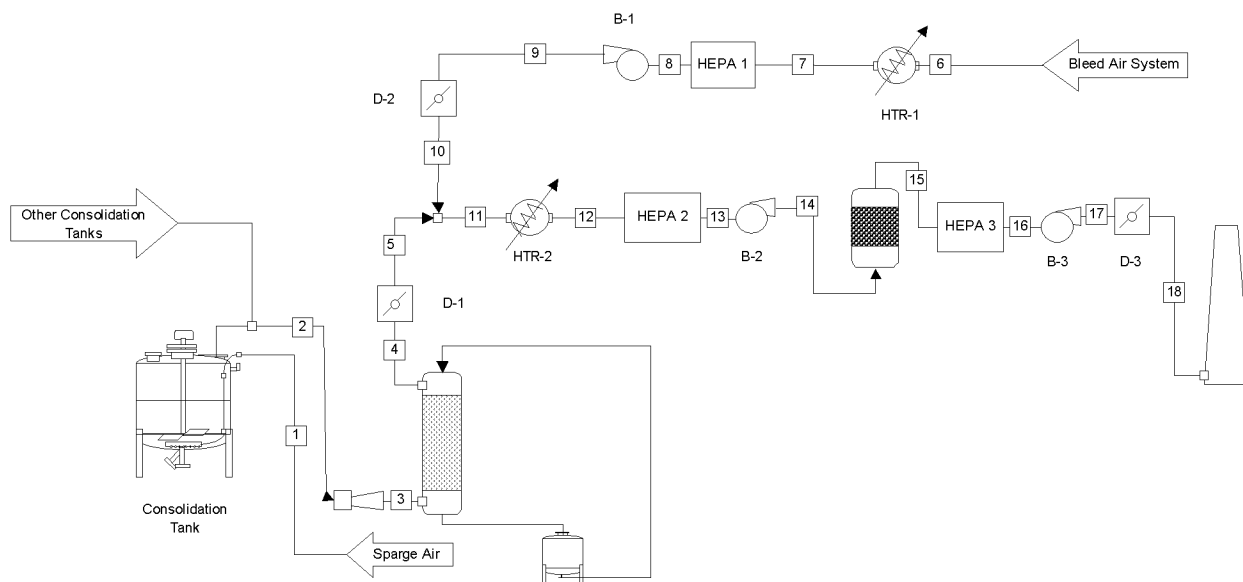 B-1
9
8
HEPA 1
7
6
Bleed Air System
HTR-1
D-2
10
Other Consolidation
Tanks
5
11
12
HTR-2
HEPA 2
13
B-2
14
15
HEPA 3
16
B-3
17
D-3
18
D-1
4
2
1
3
Consolidation
Tank
Sparge Air